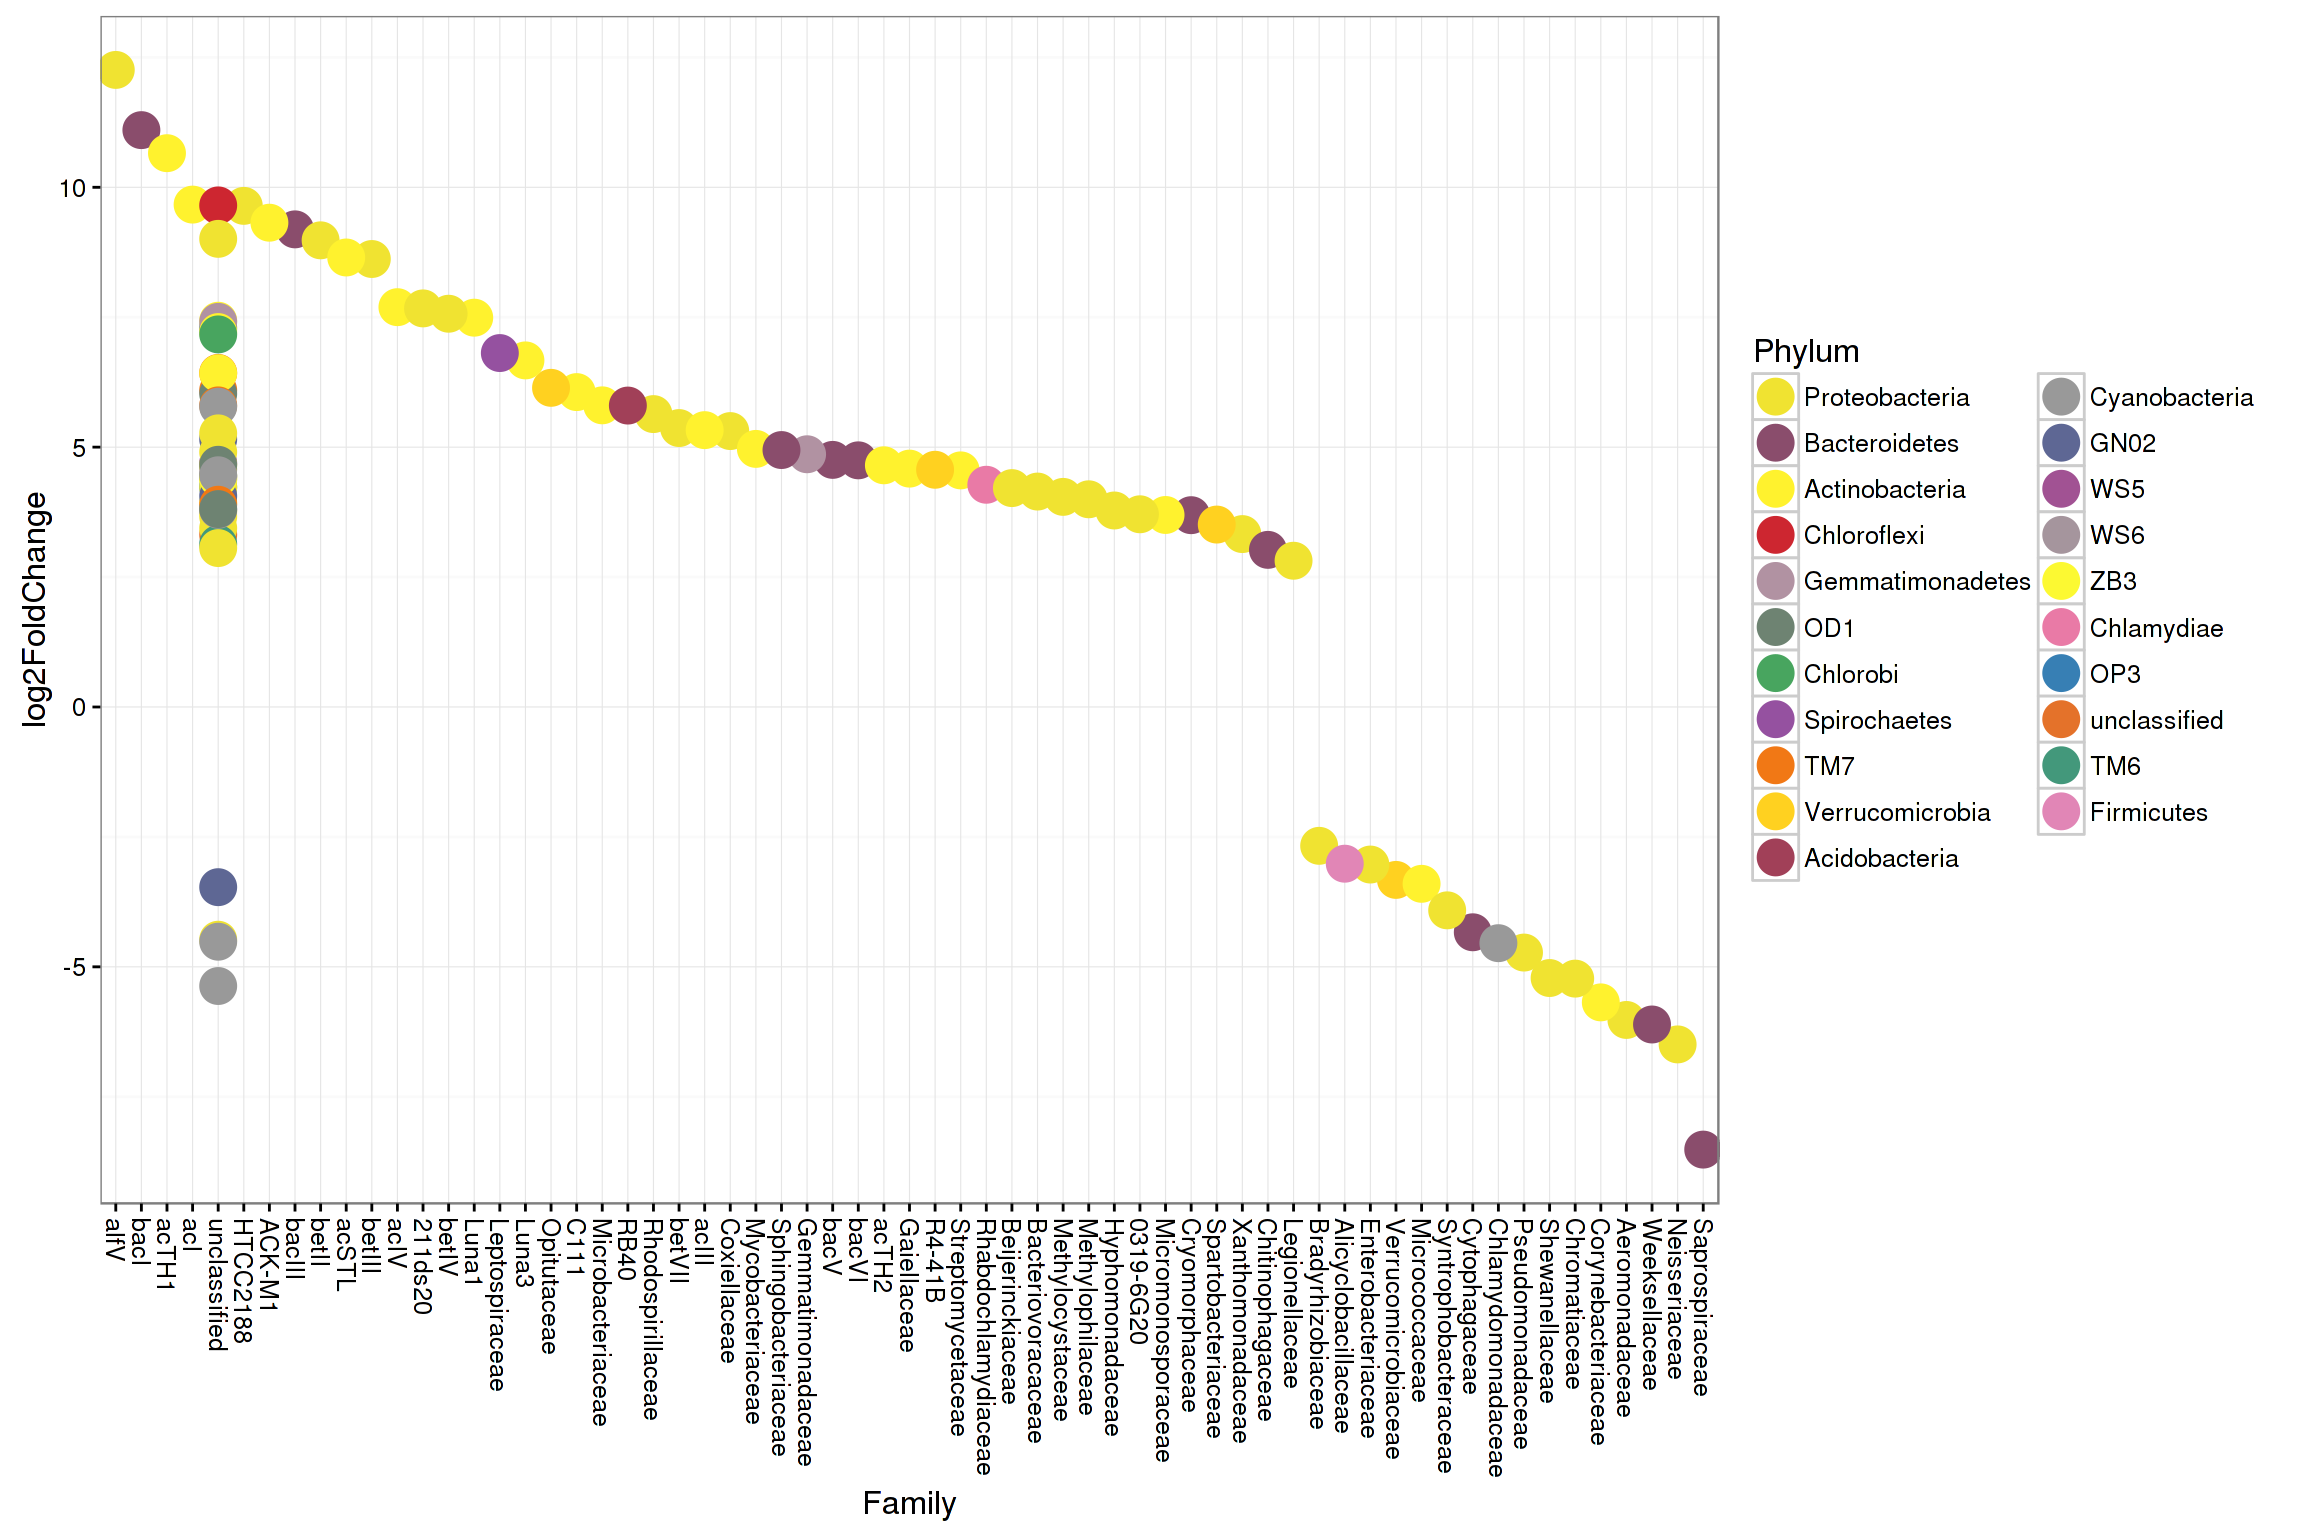 10
5
0
-5
log2FoldChange
alfV
bacI
acTH1
acI
unclassified
HTCC2188
ACK-M1
bacIII
betII
acSTL
betIII
acIV
211ds20
betIV
Luna1
Leptospiraceae
Luna3
Opitutaceae
C111
Microbacteriaceae
RB40
Rhodospirillaceae
betVII
acIII
Coxiellaceae
Mycobacteriaceae
Sphingobacteriaceae
Gemmatimonadaceae
bacV
bacVI
acTH2
Gaiellaceae
R4-41B
Streptomycetaceae
Rhabdochlamydiaceae
Beijerinckiaceae
Bacteriovoracaceae
Methylocystaceae
Methylophilaceae
Hyphomonadaceae
0319-6G20
Micromonosporaceae
Cryomorphaceae
Spartobacteriaceae
Xanthomonadaceae
Chitinophagaceae
Legionellaceae
Bradyrhizobiaceae
Alicyclobacillaceae
Enterobacteriaceae
Verrucomicrobiaceae
Micrococcaceae
Syntrophobacteraceae
Cytophagaceae
Chlamydomonadaceae
Pseudomonadaceae
Shewanellaceae
Chromatiaceae
Corynebacteriaceae
Aeromonadaceae
Weeksellaceae
Neisseriaceae
Saprospiraceae
Family
Phylum
Proteobacteria
Bacteroidetes
Actinobacteria
Chloroflexi
Gemmatimonadetes
OD1
Chlorobi
Spirochaetes
TM7
Verrucomicrobia
Acidobacteria
Cyanobacteria
GN02
WS5
WS6
ZB3
Chlamydiae
OP3
unclassified
TM6
Firmicutes